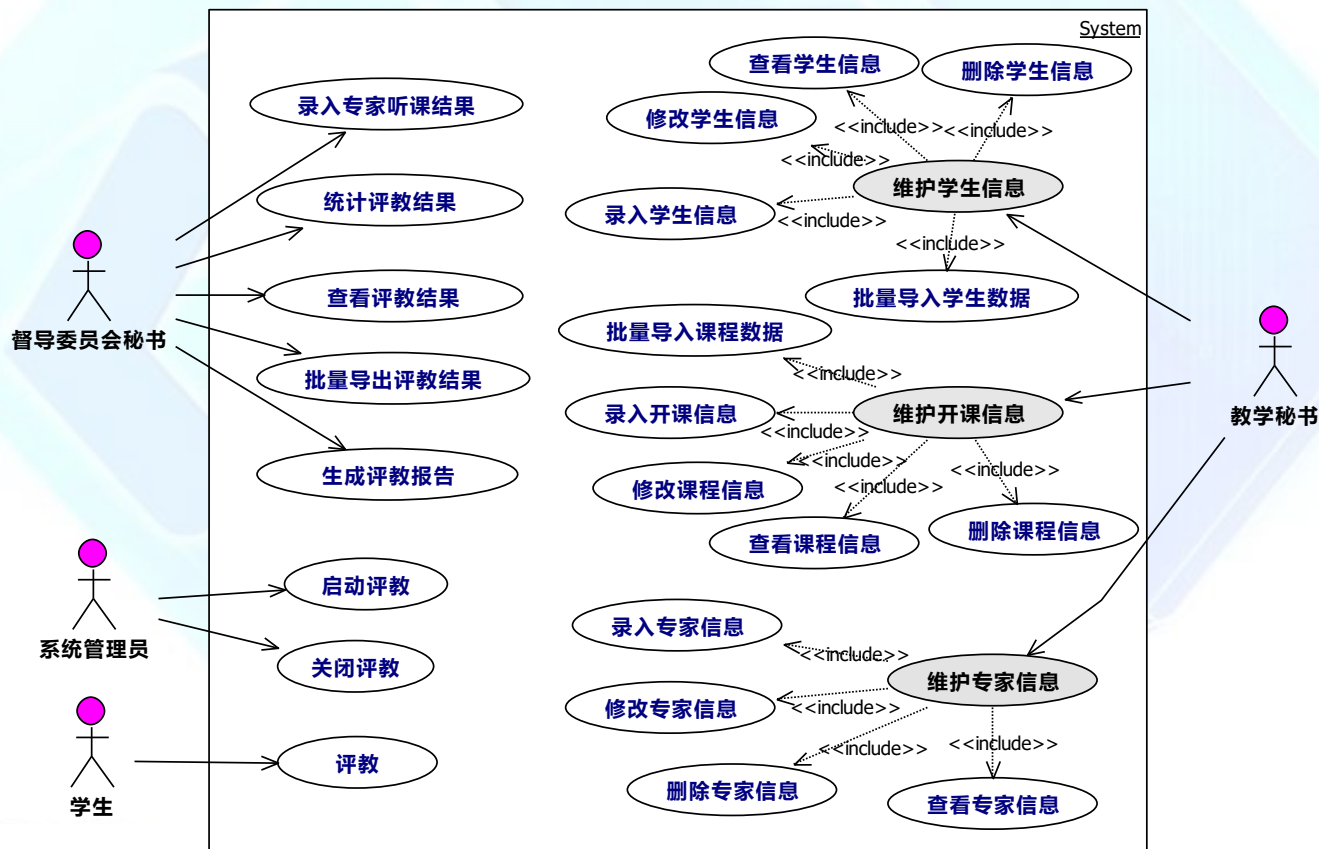 System
查看学生信息
删除学生信息
录入专家听课结果
修改学生信息
<<include>>
<<include>>
<<include>>
维护学生信息
统计评教结果
录入学生信息
<<include>>
<<include>>
查看评教结果
批量导入学生数据
督导委员会秘书
批量导入课程数据
<<include>>
批量导出评教结果
录入开课信息
维护开课信息
教学秘书
<<include>>
<<include>>
<<include>>
生成评教报告
修改课程信息
<<include>>
查看课程信息
删除课程信息
启动评教
录入专家信息
系统管理员
<<include>>
关闭评教
维护专家信息
修改专家信息
<<include>>
<<include>>
<<include>>
评教
删除专家信息
查看专家信息
学生